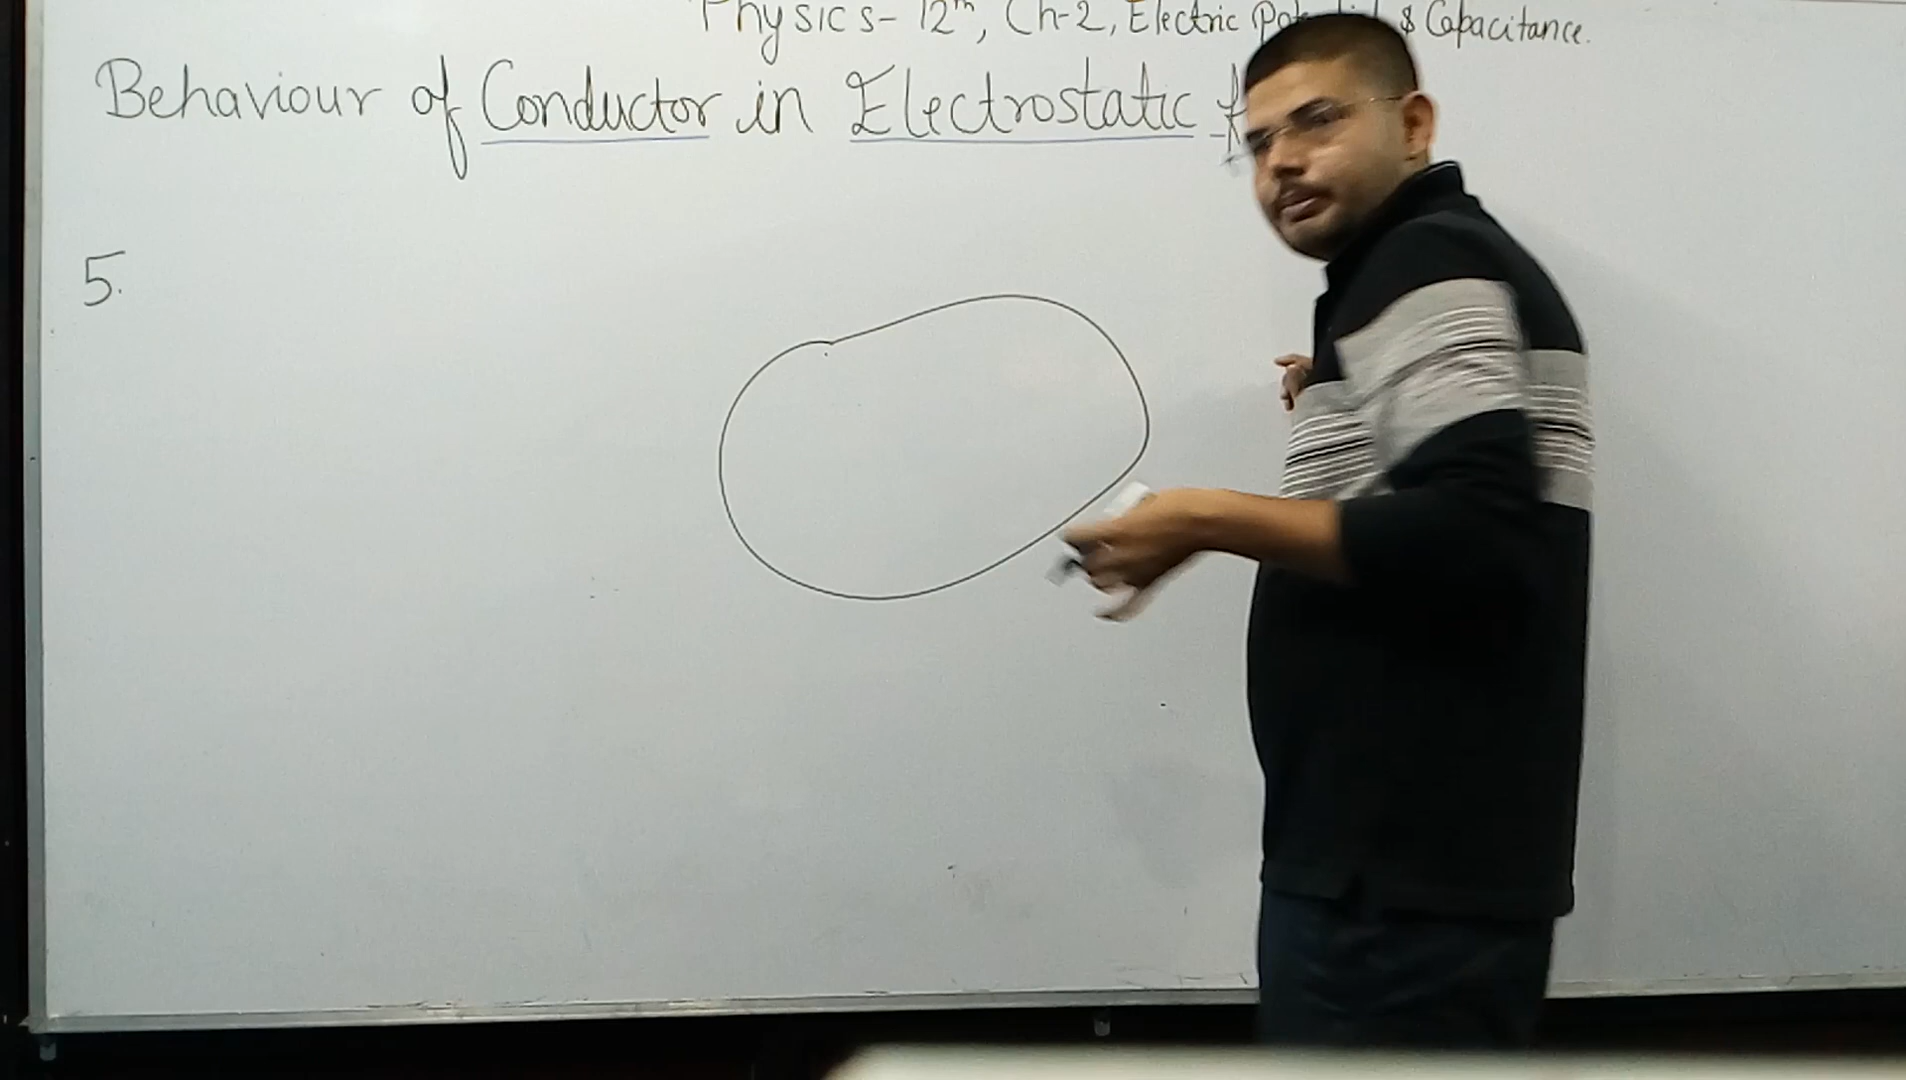 Physics- 12th, Ch-2, Electric & Capacitance.
Behaviour of Conductor in Electrostatic
5.